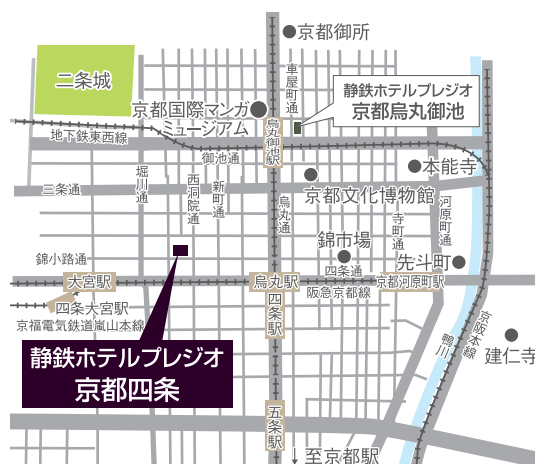 京都御所
二条城
車屋町通
静鉄ホテルプレジオ
京都烏丸御池
京都国際マンガ
ミュージアム
烏丸御池駅
地下鉄東西線
御池通
本能寺
堀川通
西洞院通
新町通
三条通
京都文化博物館
烏丸通
寺町通
河原町通
錦市場
錦小路通
四条通
先斗町
大宮駅
烏丸駅
京都河原町駅
阪急京都線
四条駅
四条大宮駅
京福電気鉄道嵐山本線
京阪本線
鴨川
建仁寺
静鉄ホテルプレジオ
京都四条
五条駅
↓至京都駅